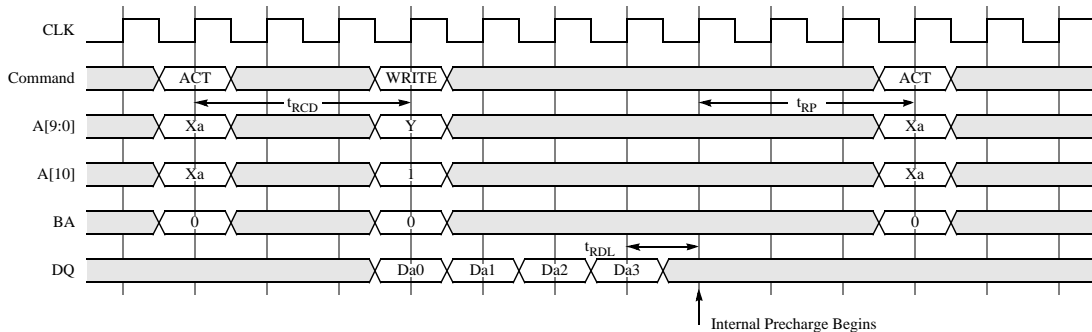 CLK
Command ACT WRITE ACT
tRCD tRP
A[9:0] Xa Y Xa
A[10] Xa 1 Xa
BA 0 0 0
tRDL
DQ Da0 Da1 Da2 Da3
Internal Precharge Begins